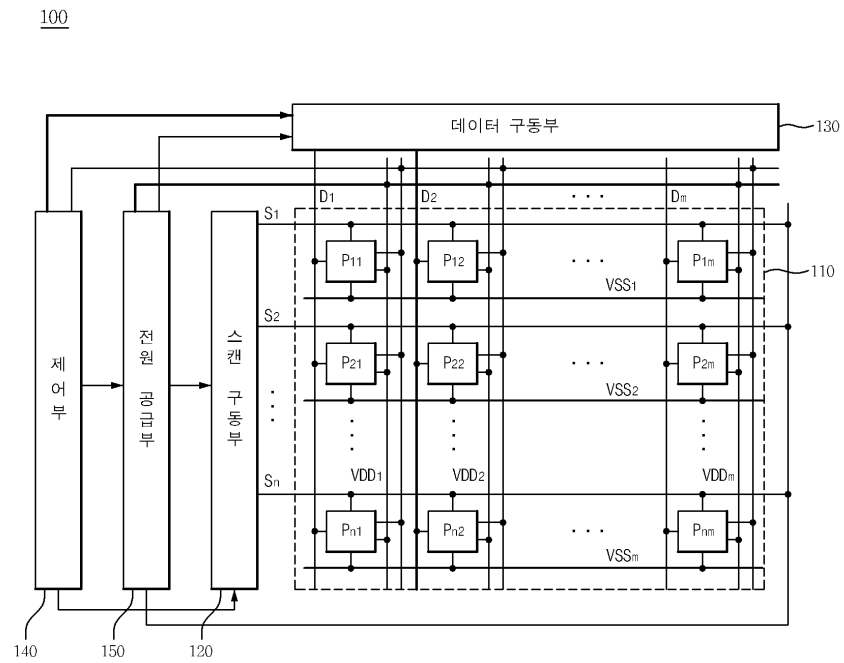 100
데이터 구동부
130
D1 D2 · · · Dm
S1
P11 P12 · · · P1m
110
VSS1
S2
P21 P22 · · · P2m
VSS2
제어부
전원 공급부
스캔 구동부
VDD1 VDD2 VDDm
Sn
Pn1 Pn2 · · · Pnm
VSSm
140 150 120